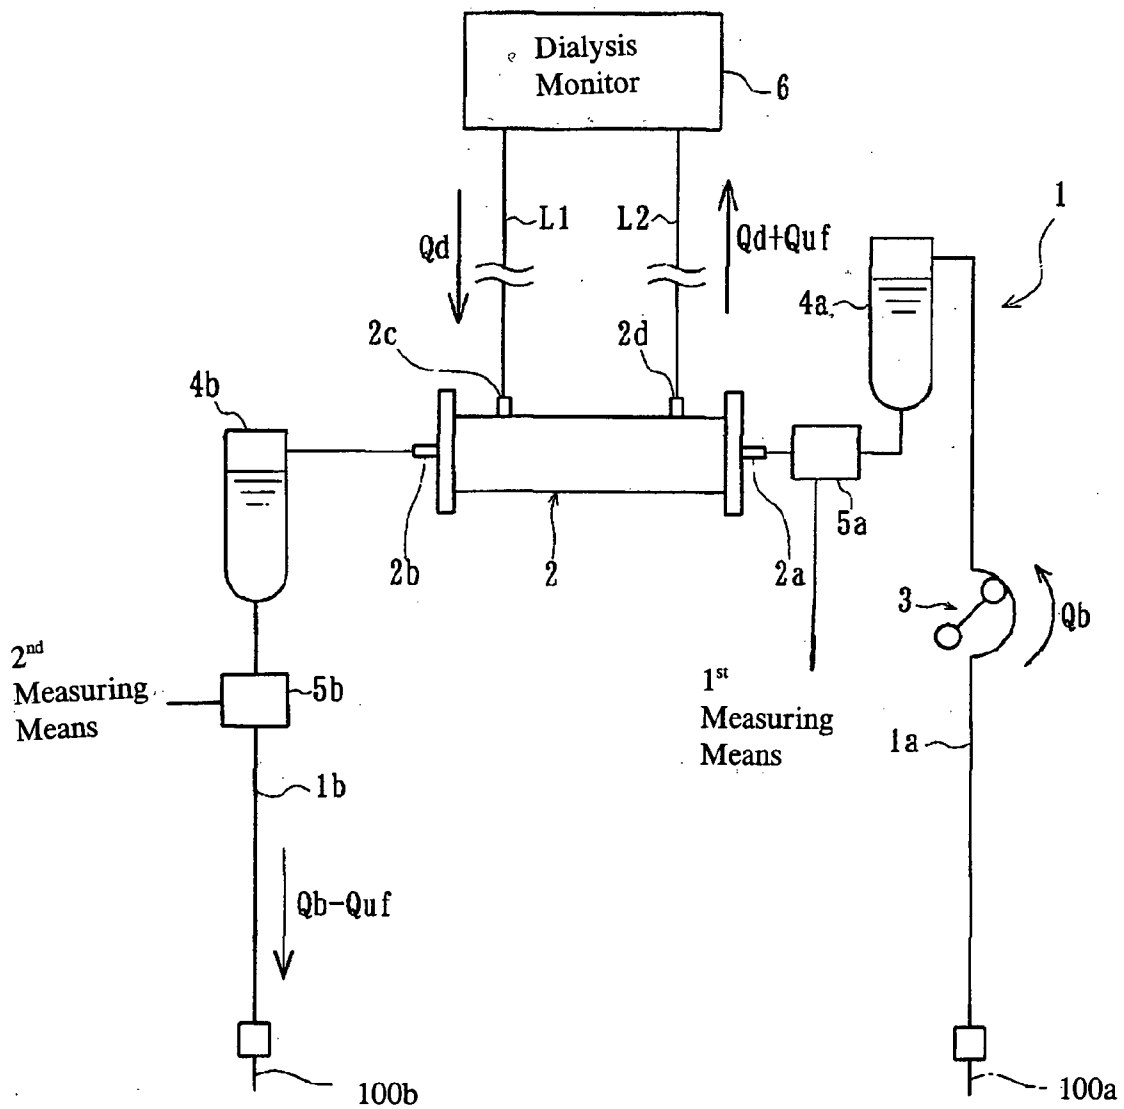 Dialysis
Monitor
6
1
L1
L2
Qd
Qd+Quf
4a
2c
2d
4b
5a
2b
2
2a
3
Qb
2nd
Measuring
Means
5b
1st
Measuring
Means
1a
1b
Qb-Quf
100b
100a